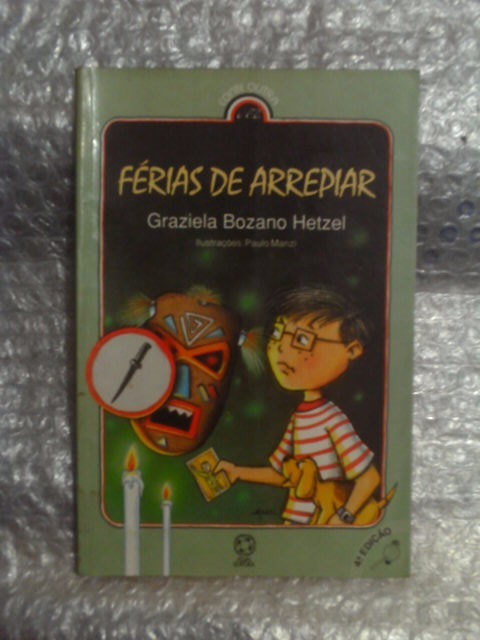 FÉRIAS DE ARREPIAR
Graziela Bozano Hetzel
Ilustrações: Paulo Manzi
4ª EDIÇÃO